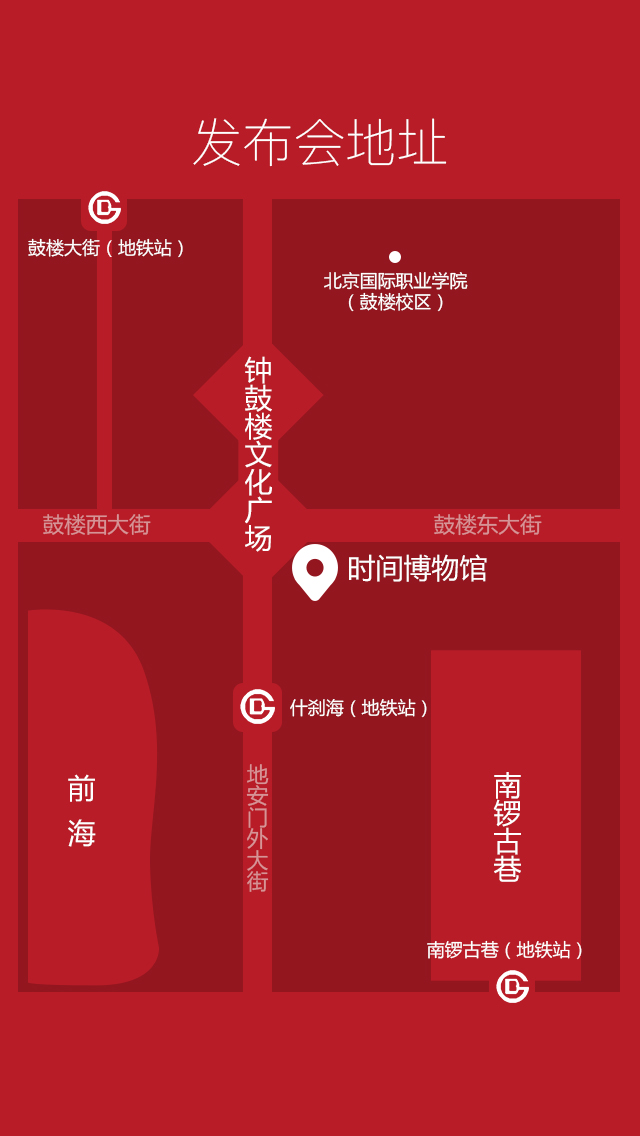 发布会地址
鼓楼大街（地铁站）
北京国际职业学院
（鼓楼校区）
钟鼓楼文化广场
鼓楼西大街
鼓楼东大街
时间博物馆
什刹海（地铁站）
地安门外大街
前海
南锣古巷
南锣古巷（地铁站）